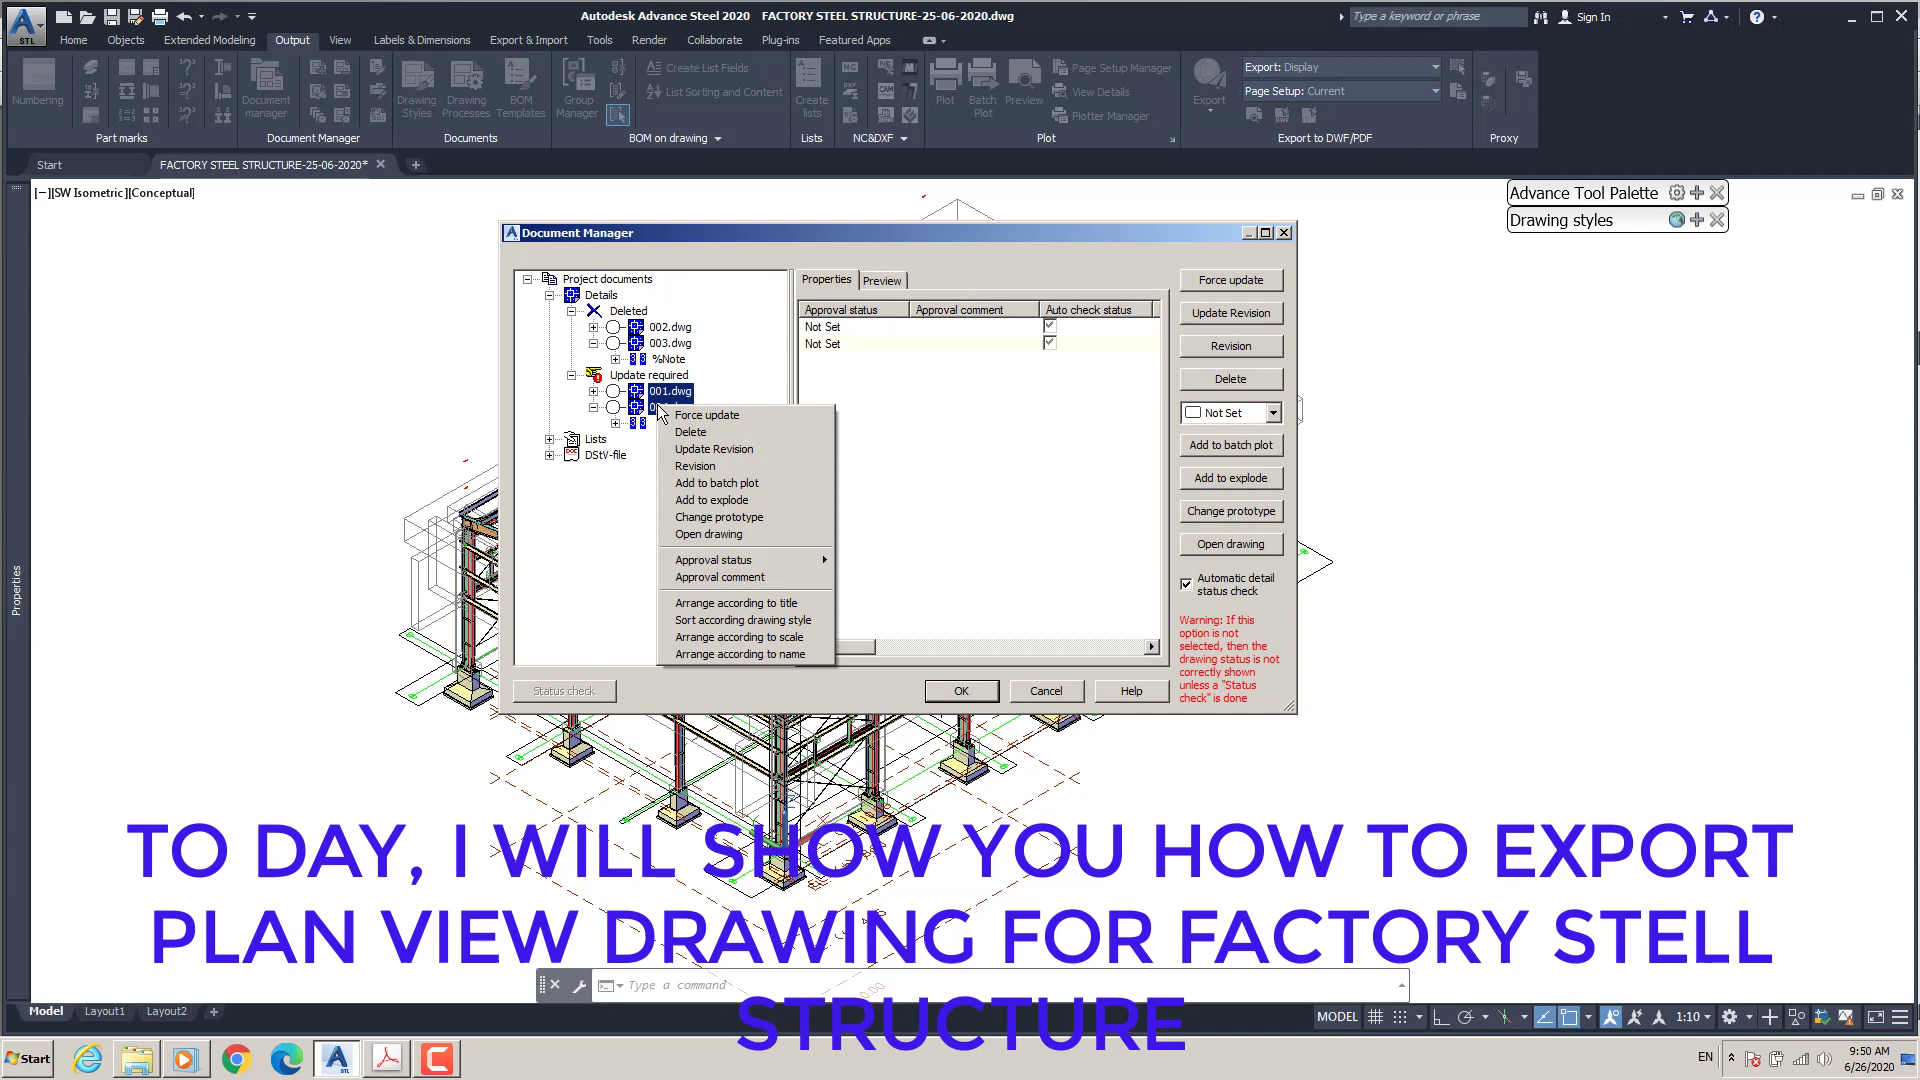 Autodesk Advance Steel 2020 FACTORY STEEL STRUCTURE-25-06-2020.dwg
Type a keyword or phrase
Sign In
STL
Home Objects Extended Modeling Output View Labels & Dimensions Export & Import Tools Render Collaborate Plug-ins Featured Apps
Numbering
Document manager
Drawing Styles
Drawing Processes
BOM Templates
Group Manager
Create List Fields
List Sorting and Content
Create lists
Plot
Batch Plot
Preview
Page Setup Manager
View Details
Plotter Manager
Export
Export: Display
Page Setup: Current
Part marks Document Manager Documents BOM on drawing Lists NC&DXF Plot Export to DWF/PDF Proxy
Start FACTORY STEEL STRUCTURE-25-06-2020*
[−][SW Isometric][Conceptual]
Advance Tool Palette
Drawing styles
Properties
Document Manager
Project documents
Details
Deleted
002.dwg
003.dwg
%Note
Update required
001.dwg
Lists
DStV-file
Force update
Delete
Update Revision
Revision
Add to batch plot
Add to explode
Change prototype
Open drawing
Approval status
Approval comment
Arrange according to title
Sort according drawing style
Arrange according to scale
Arrange according to name
Properties Preview
Approval status Approval comment Auto check status
Not Set
Not Set
Force update
Update Revision
Revision
Delete
Not Set
Add to batch plot
Add to explode
Change prototype
Open drawing
Automatic detail
status check
Warning: If this
option is not
selected, then the
drawing status is not
correctly shown
unless a "Status
check" is done
Status check OK Cancel Help
TO DAY, I WILL SHOW YOU HOW TO EXPORT
PLAN VIEW DRAWING FOR FACTORY STELL
STRUCTURE
Type a command
Model Layout1 Layout2
MODEL 1:10
Start
EN
9:50 AM
6/26/2020